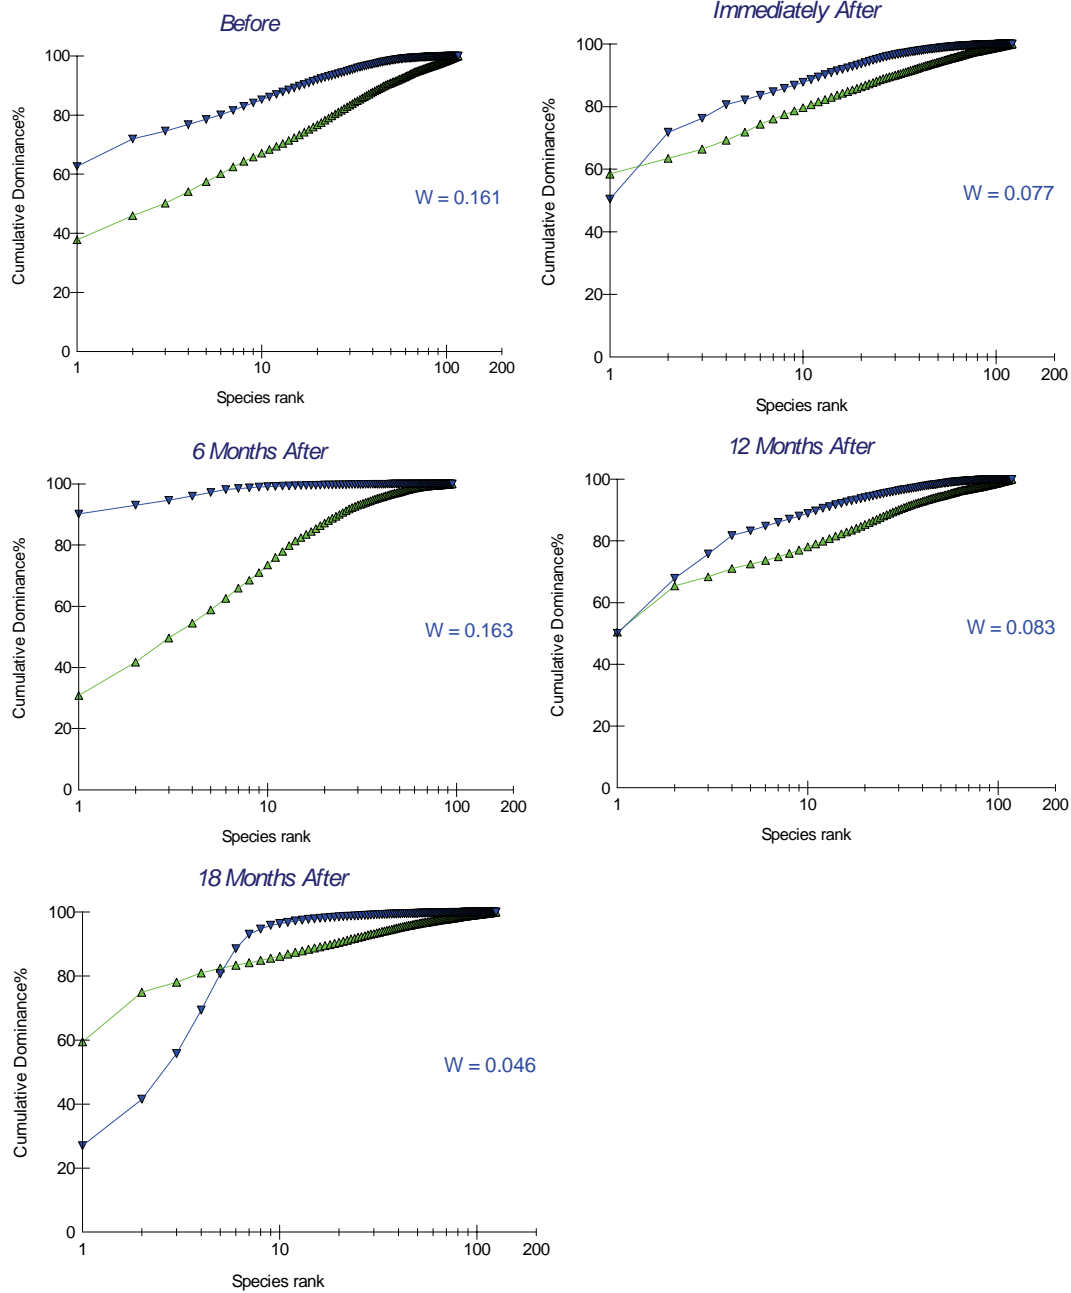 Before
100
80
60
40
20
0
Cumulative Dominance%
W = 0.161
1
10
100
200
Species rank
Immediately After
100
80
60
40
20
0
Cumulative Dominance%
W = 0.077
1
10
100
200
Species rank
6 Months After
100
80
60
40
20
0
Cumulative Dominance%
W = 0.163
1
10
100
200
Species rank
12 Months After
100
80
60
40
20
0
Cumulative Dominance%
W = 0.083
1
10
100
200
Species rank
18 Months After
100
80
60
40
20
0
Cumulative Dominance%
W = 0.046
1
10
100
200
Species rank